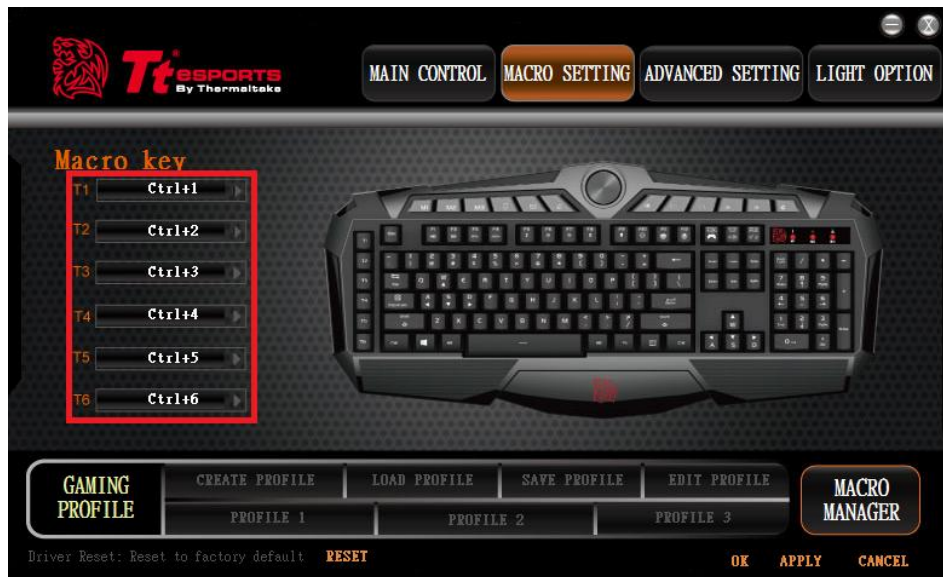 Tt eSPORTS
By Thermaltake
MAIN CONTROL
MACRO SETTING
ADVANCED SETTING
LIGHT OPTION
Macro key
T1 Ctrl+1
T2 Ctrl+2
T3 Ctrl+3
T4 Ctrl+4
T5 Ctrl+5
T6 Ctrl+6
GAMING
PROFILE
CREATE PROFILE
LOAD PROFILE
SAVE PROFILE
EDIT PROFILE
PROFILE 1
PROFILE 2
PROFILE 3
MACRO
MANAGER
Driver Reset: Reset to factory default RESET
OK APPLY CANCEL